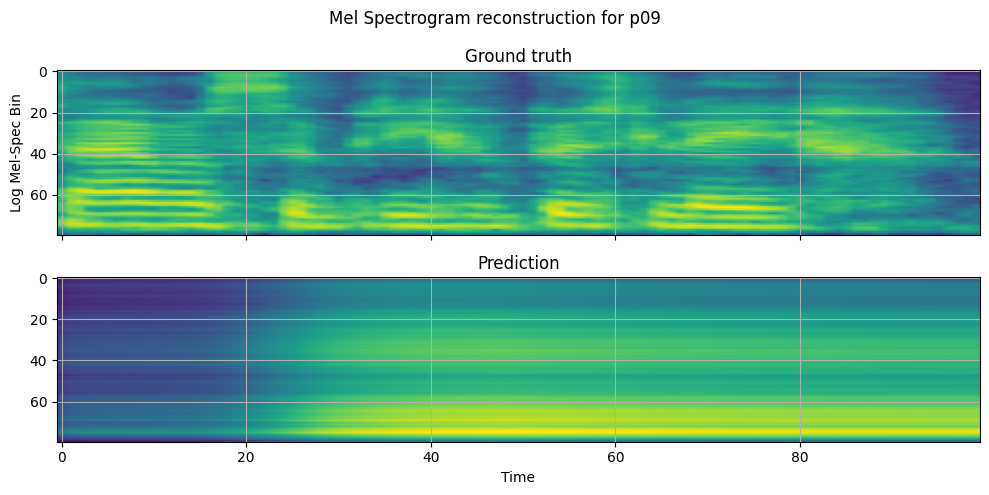 Mel Spectrogram reconstruction for p09
Ground truth
0
20
40
60
Log Mel-Spec Bin
Prediction
0
20
40
60
0 20 40 60 80
Time